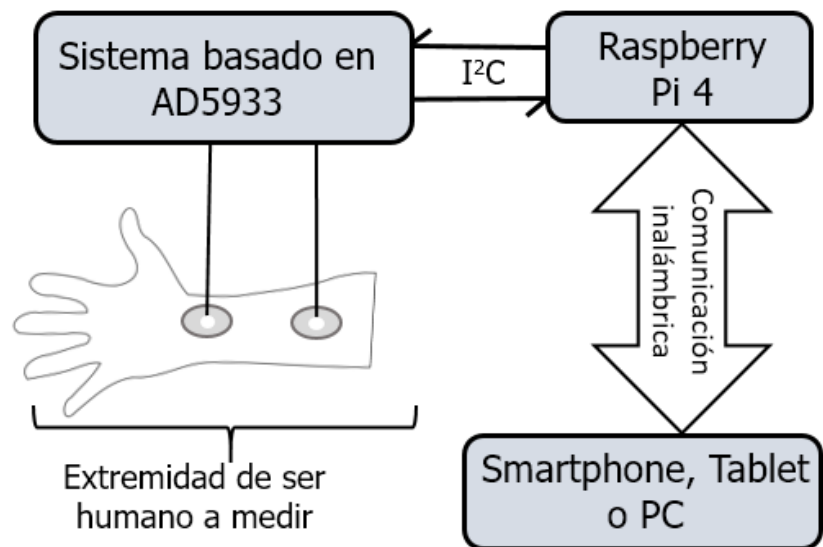 Sistema basado en
AD5933
I²C
Raspberry
Pi 4
Comunicación
inalámbrica
Extremidad de ser
humano a medir
Smartphone, Tablet
o PC